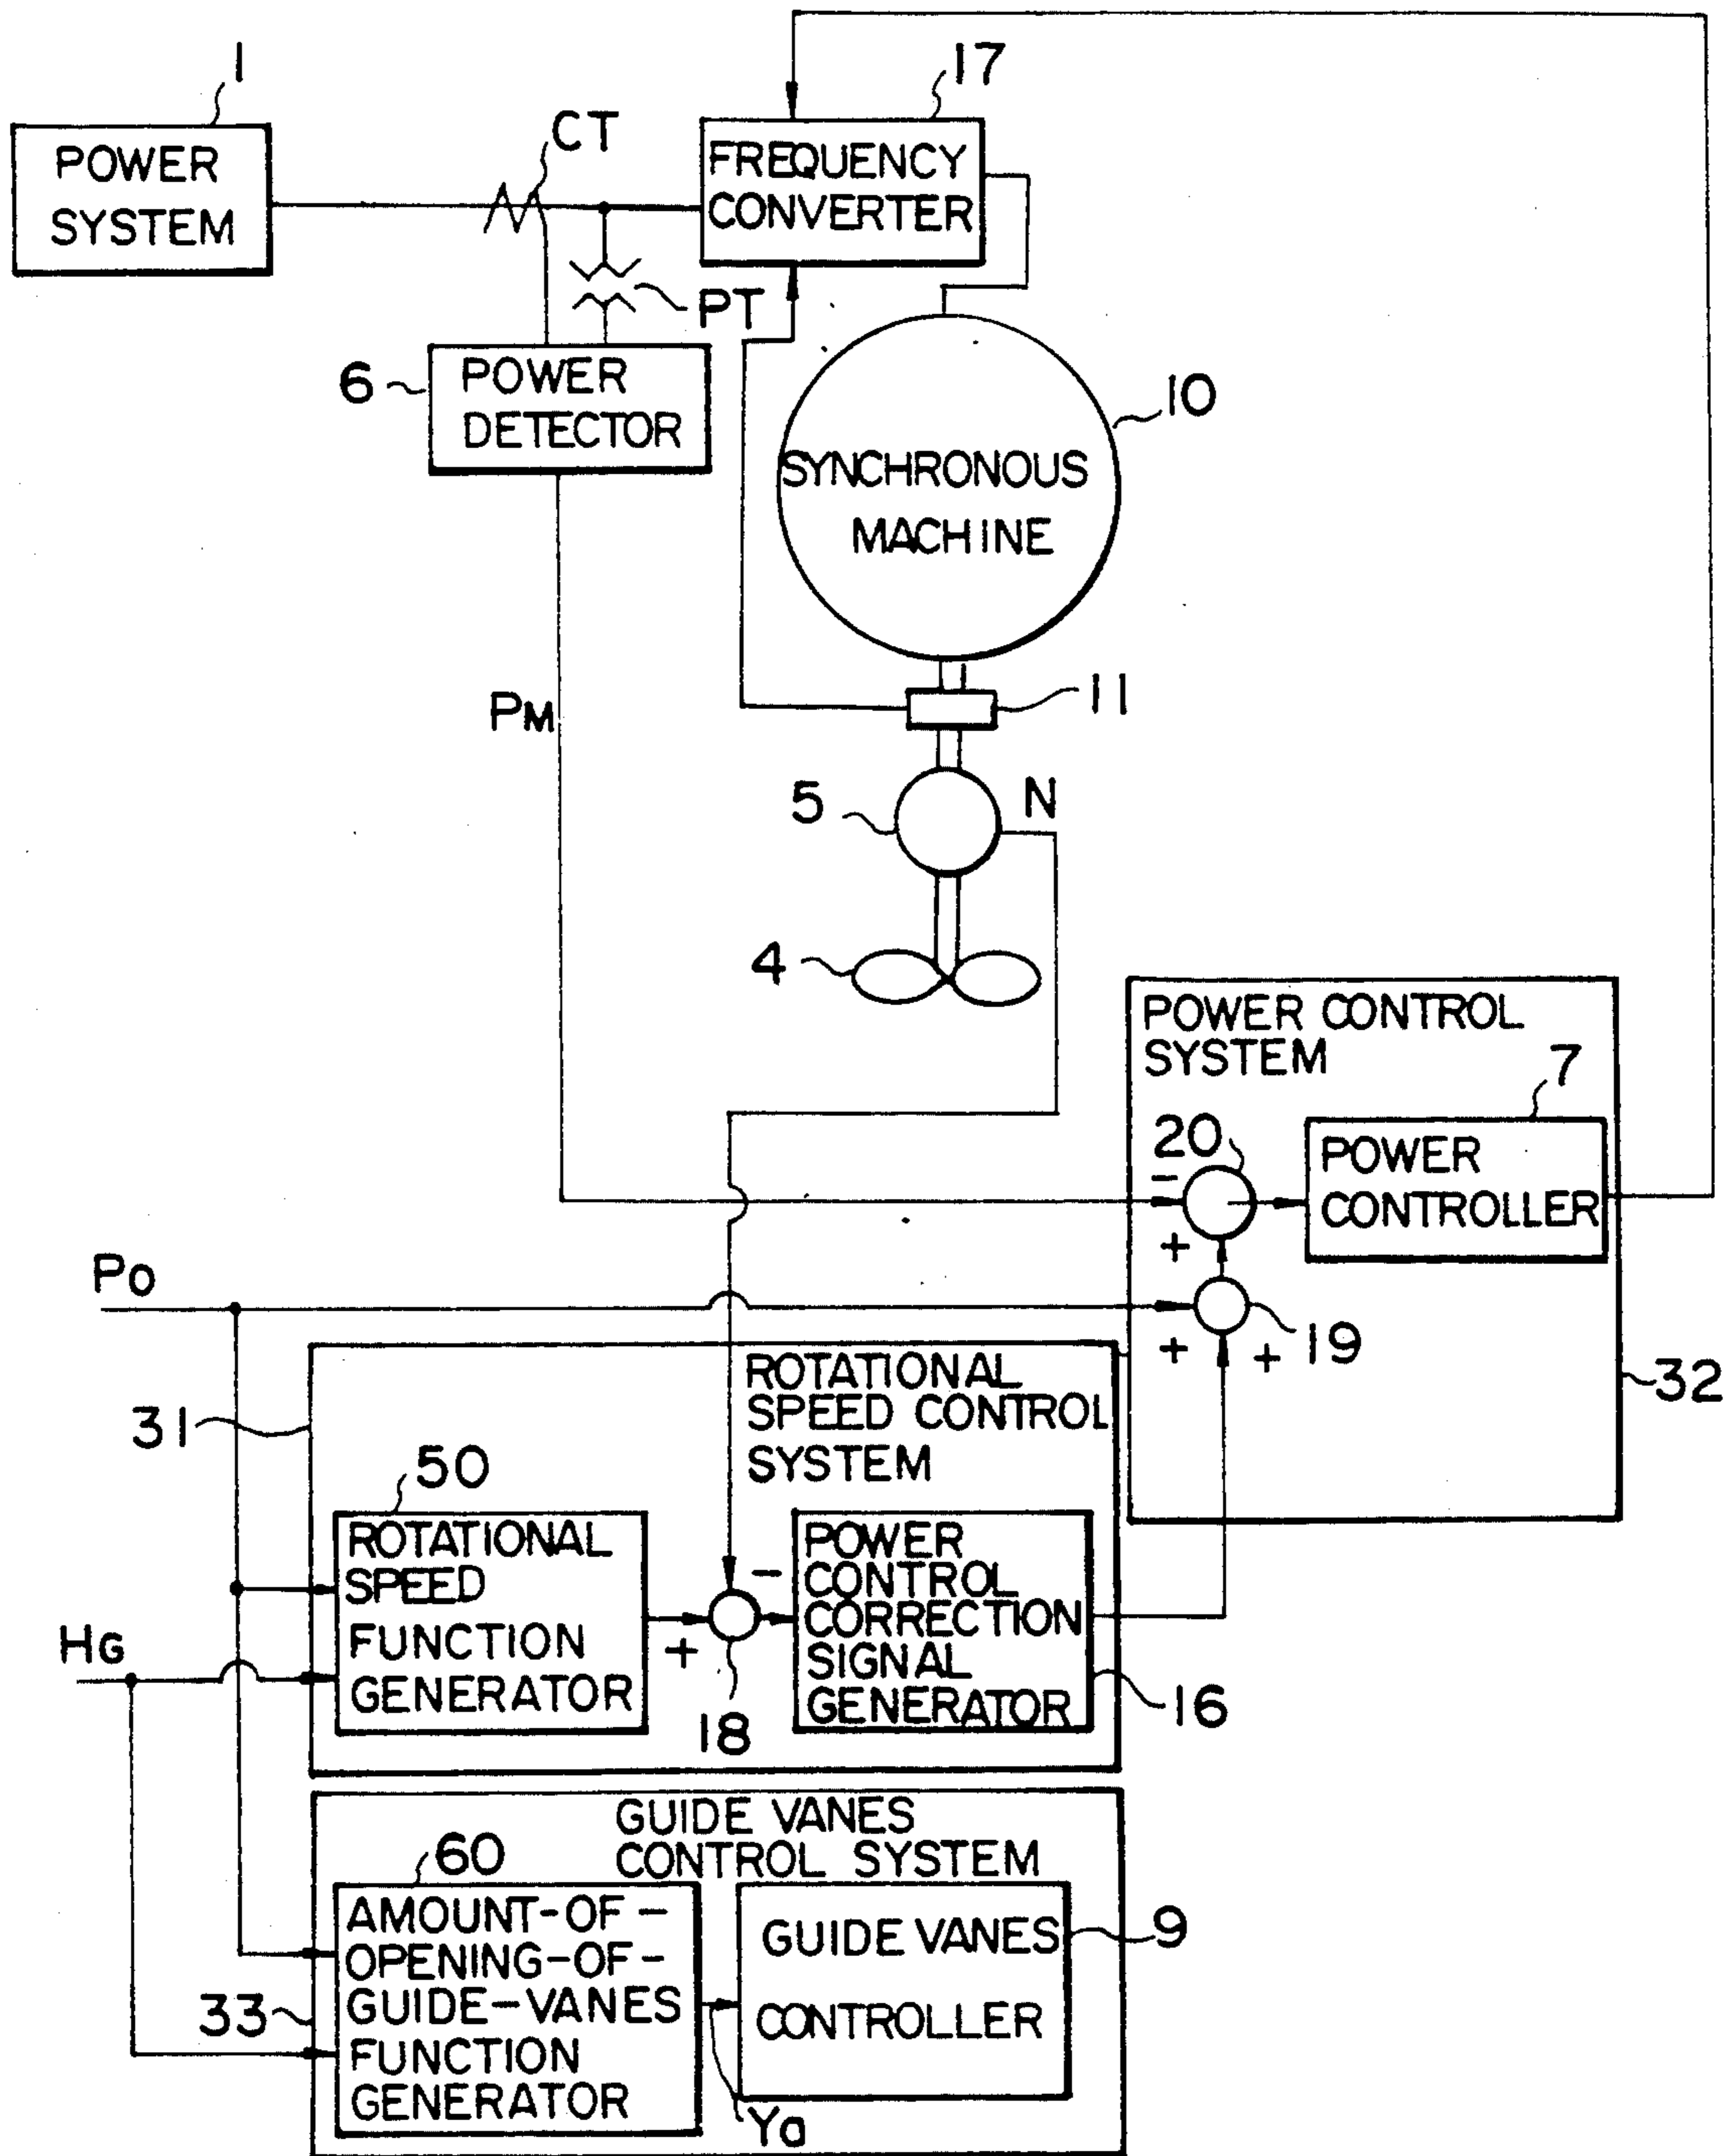 1
POWER
SYSTEM
CT
17
FREQUENCY
CONVERTER
PT
6
POWER
DETECTOR
10
SYNCHRONOUS
MACHINE
11
PM
5
N
4
POWER CONTROL
SYSTEM
7
20
POWER
CONTROLLER
-
+
Po
19
+
+
32
ROTATIONAL
SPEED CONTROL
SYSTEM
31
50
ROTATIONAL
SPEED
FUNCTION
GENERATOR
HG
-
+
18
POWER
CONTROL
CORRECTION
SIGNAL
GENERATOR
16
GUIDE VANES
CONTROL SYSTEM
60
AMOUNT-OF-
OPENING-OF-
GUIDE-VANES
FUNCTION
GENERATOR
33
GUIDE VANES
CONTROLLER
9
Ya